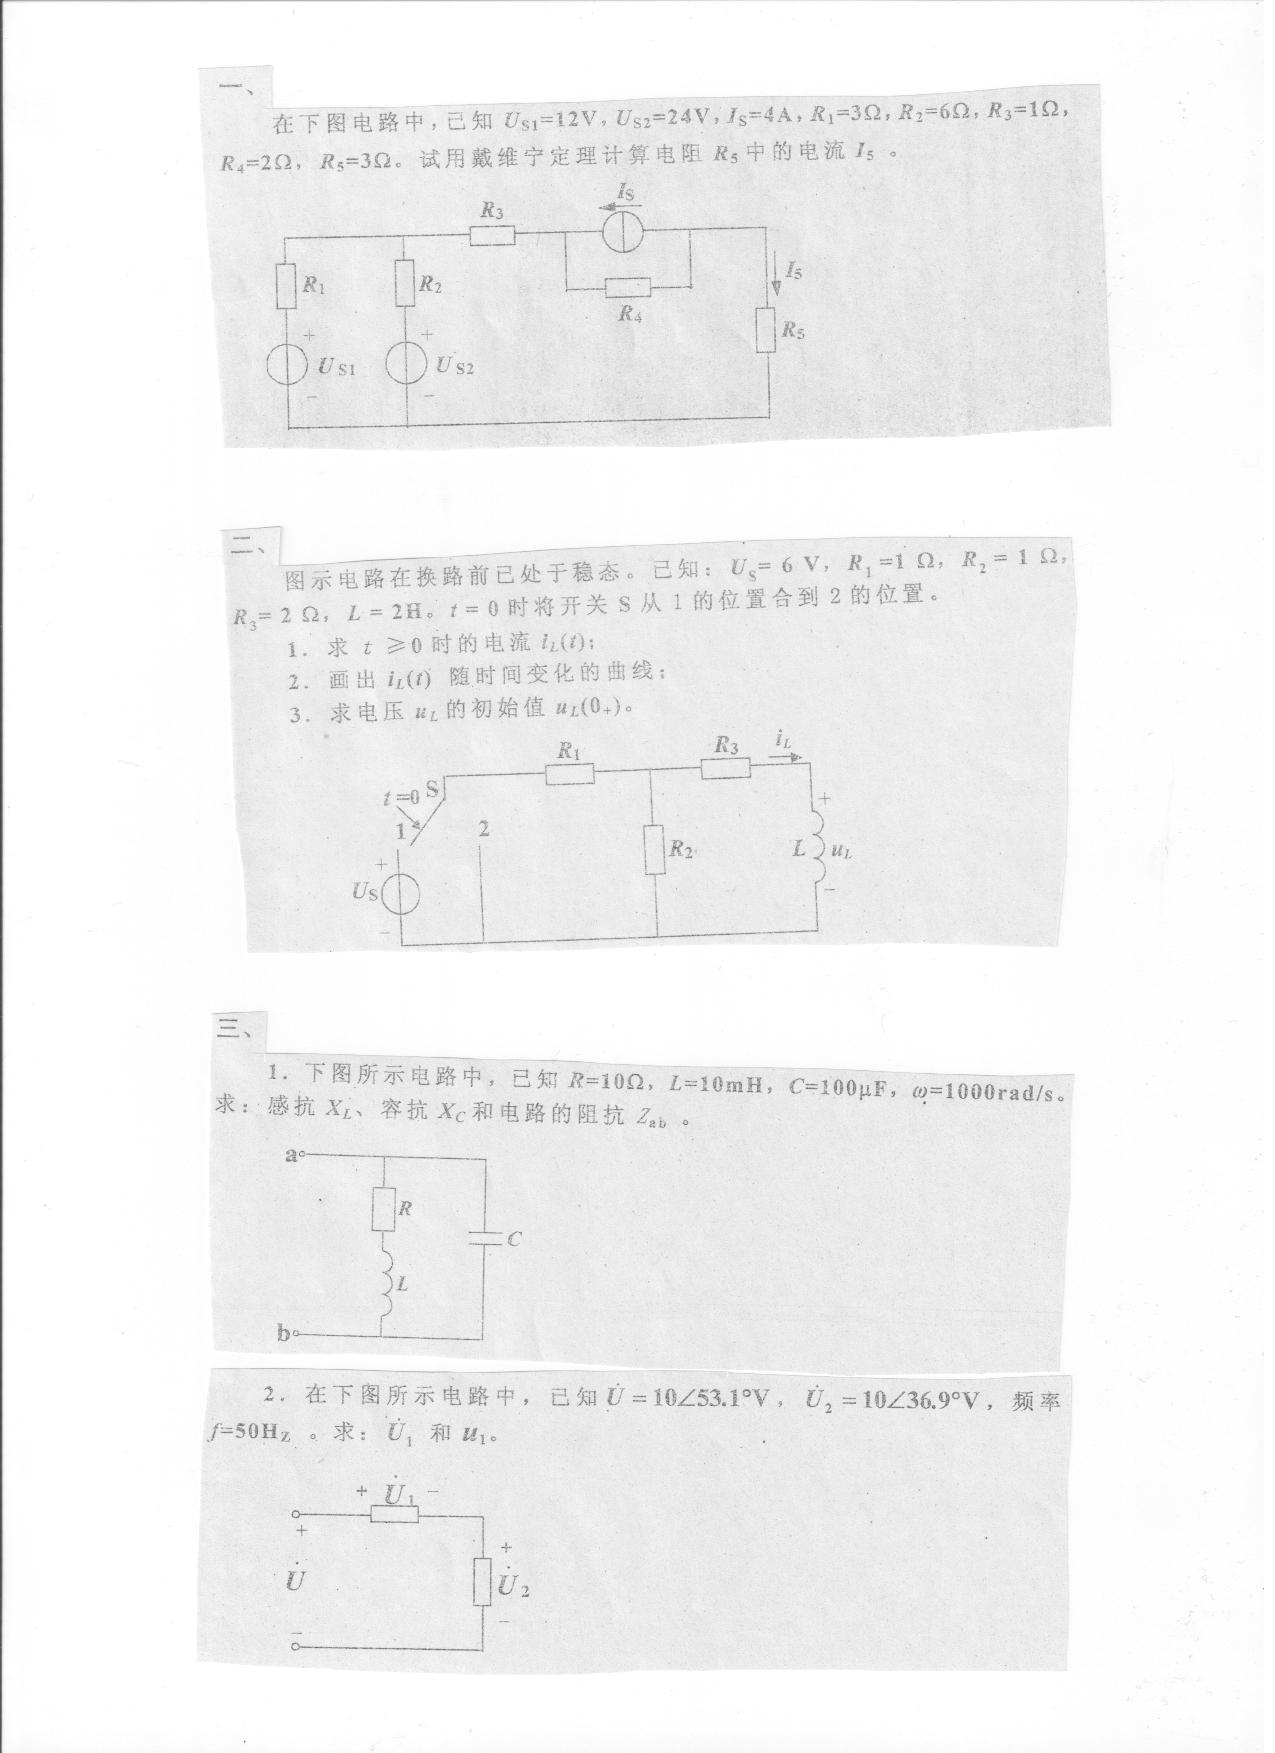 一、
在下图电路中，已知 US1=12V，US2=24V，IS=4A，R1=3Ω，R2=6Ω，R3=1Ω，
R4=2Ω，R5=3Ω。试用戴维宁定理计算电阻 R5 中的电流 I5 。
IS
R3
I5
R1
R2
R4
R5
+
+
US1
US2
−
−
二、
图示电路在换路前已处于稳态。已知：US= 6 V，R1 =1 Ω，R2 = 1 Ω，
R3= 2 Ω，L = 2H。t = 0 时将开关 S 从 1 的位置合到 2 的位置。
1．求 t ≥0 时的电流 iL(t)；
2．画出 iL(t) 随时间变化的曲线；
3．求电压 uL 的初始值 uL(0+)。
R1
R3
iL
t=0
S
+
1
2
R2
L
uL
+
US
−
−
三、
1．下图所示电路中，已知 R=10Ω，L=10mH，C=100μF，ω=1000rad/s。
求：感抗 XL、容抗 XC 和电路的阻抗 Zab 。
a
R
C
L
b
2．在下图所示电路中，已知 U̇ = 10∠53.1°V，U̇2 = 10∠36.9°V，频率
f=50Hz 。求：U̇1 和 u1。
+ U̇1 −
+
+
U̇
U̇2
−
−